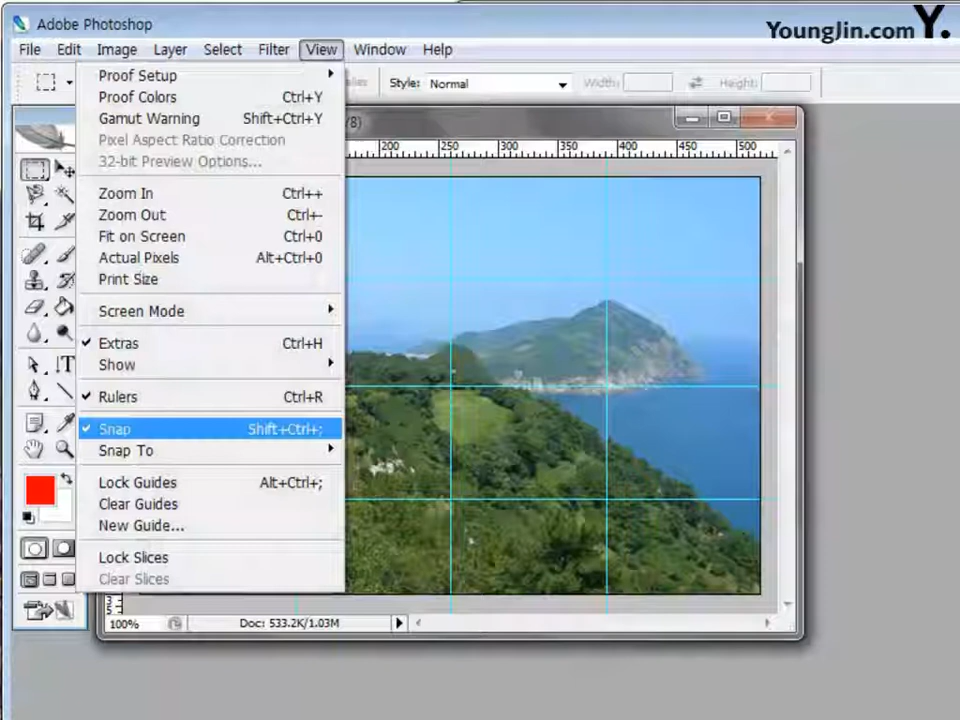 Adobe Photoshop
YoungJin.com Y.
File Edit Image Layer Select Filter View Window Help
Style: Normal Width: Height:
Proof Setup
Proof Colors Ctrl+Y
Gamut Warning Shift+Ctrl+Y
Pixel Aspect Ratio Correction
32-bit Preview Options...
Zoom In Ctrl++
Zoom Out Ctrl+-
Fit on Screen Ctrl+0
Actual Pixels Alt+Ctrl+0
Print Size
Screen Mode
Extras Ctrl+H
Show
Rulers Ctrl+R
Snap Shift+Ctrl+;
Snap To
Lock Guides Alt+Ctrl+;
Clear Guides
New Guide...
Lock Slices
Clear Slices
/8)
200 250 300 350 400 450 500
100% Doc: 533.2K/1.03M